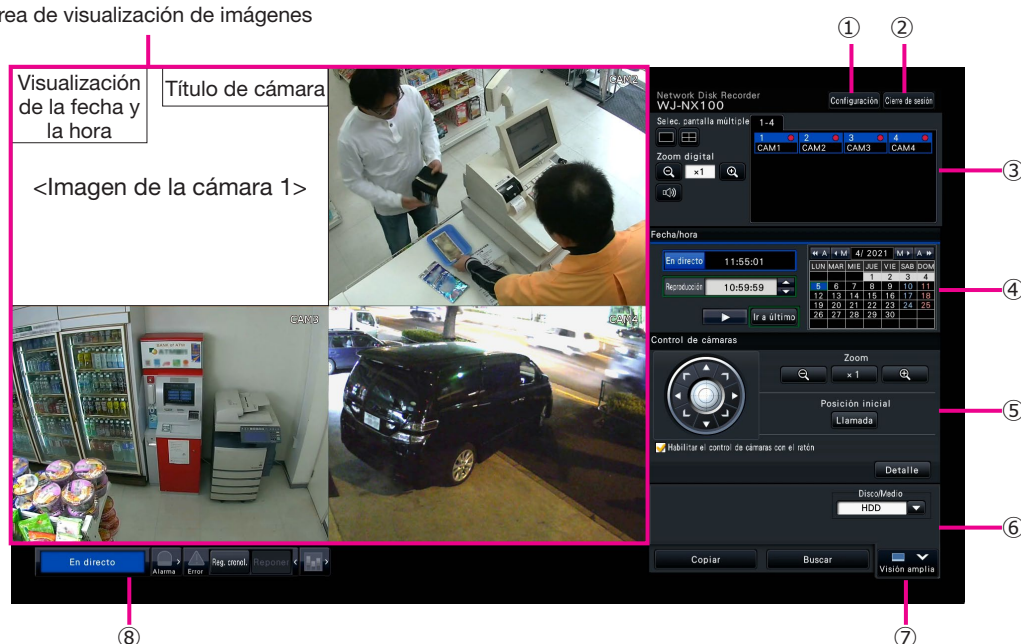 rea de visualización de imágenes
① ②
Visualización
de la fecha y
la hora
Título de cámara
<Imagen de la cámara 1>
CAM2
CAM3
BANK of ATM
CAM4
Network Disk Recorder
WJ-NX100
Configuración Cierre de sesión
Selec. pantalla múltiple 1-4
1 2 3 4
CAM1 CAM2 CAM3 CAM4
Zoom digital
×1
③
Fecha/hora
En directo 11:55:01
Reproducción 10:59:59
Ir a último
A M 4/ 2021 M A
LUN MAR MIE JUE VIE SAB DOM
1 2 3 4
5 6 7 8 9 10 11
12 13 14 15 16 17 18
19 20 21 22 23 24 25
26 27 28 29 30
④
Control de cámaras
Zoom
×1
Posición inicial
Llamada
⑤
Habilitar el control de cámaras con el ratón
Detalle
Disco/Medio
HDD
⑥
Copiar Buscar
Visión amplia
En directo Alarma Error Reg. cronol. Reponer
⑧ ⑦